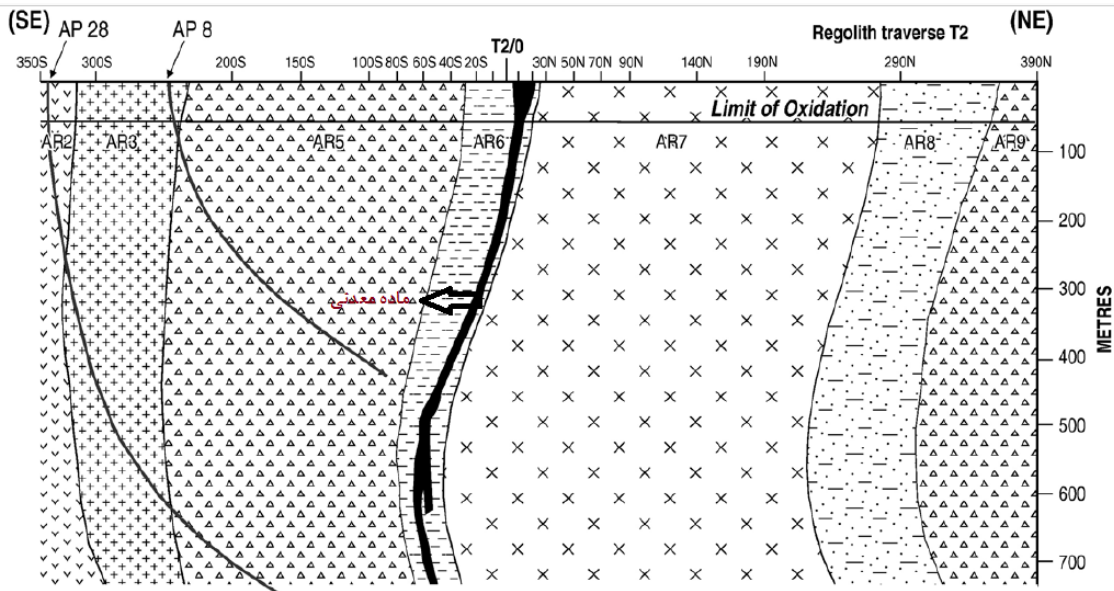 (SE) AP 28 AP 8 T2/0 Regolith traverse T2 (NE)
350S 300S 200S 150S 100S 80S 60S 40S 20S 30N 50N 70N 90N 140N 190N 290N 390N
Limit of Oxidation
AR2 AR3 AR5 AR6 AR7 AR8 AR9
100
200
300
ماده معدنی
METRES
400
500
600
700